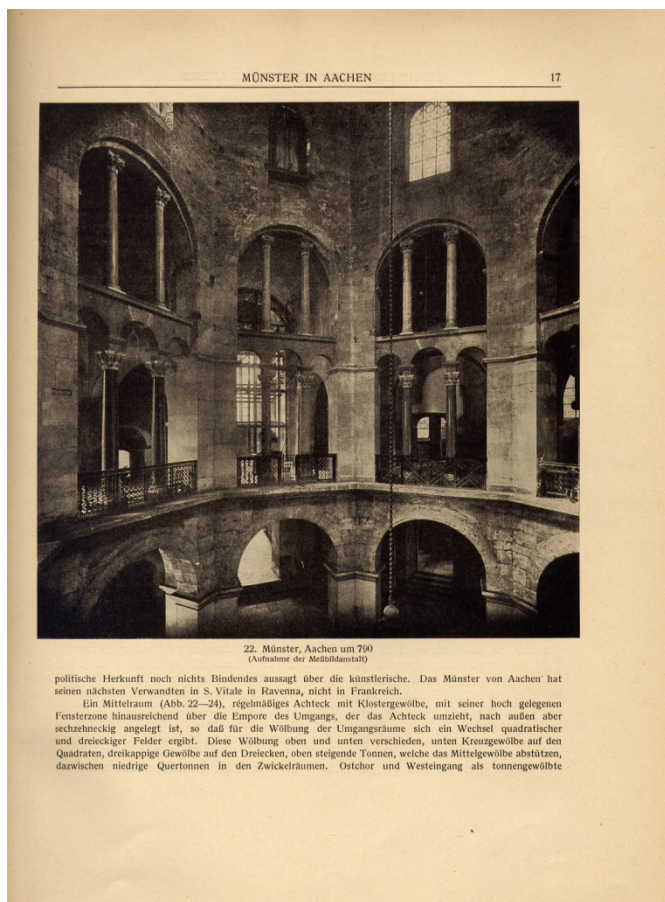 MÜNSTER IN AACHEN 17
22. Münster, Aachen um 790
(Aufnahme der Meßbildanstalt)
politische Herkunft noch nichts Bindendes aussagt über die künstlerische. Das Münster von Aachen hat
seinen nächsten Verwandten in S. Vitale in Ravenna, nicht in Frankreich.
Ein Mittelraum (Abb. 22—24), regelmäßiges Achteck mit Klostergewölbe, mit seiner hoch gelegenen
Fensterzone hinausreichend über die Empore des Umgangs, der das Achteck umzieht, nach außen aber
sechzehneckig angelegt ist, so daß für die Wölbung der Umgangsräume sich ein Wechsel quadratischer
und dreieckiger Felder ergibt. Diese Wölbung oben und unten verschieden, unten Kreuzgewölbe auf den
Quadraten, dreikappige Gewölbe auf den Dreiecken, oben steigende Tonnen, welche das Mittelgewölbe abstützen,
dazwischen niedrige Quertonnen in den Zwickelräumen. Ostchor und Westeingang als tonnengewölbte